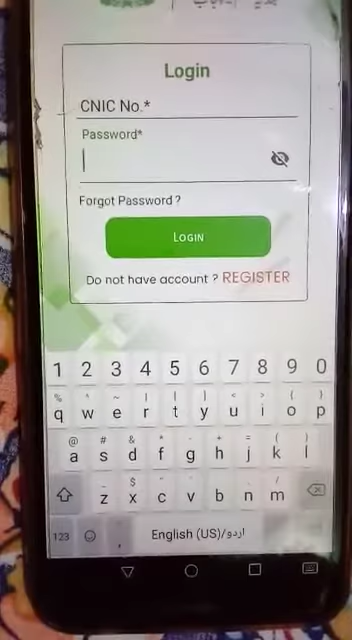 Login
CNIC No.*
Password*
Forgot Password ?
LOGIN
Do not have account ? REGISTER
1 2 3 4 5 6 7 8 9 0
q w e r t y u i o p
@ # &
a s d f g h j k l
$
z x c v b n m
123 , English (US)/اردو